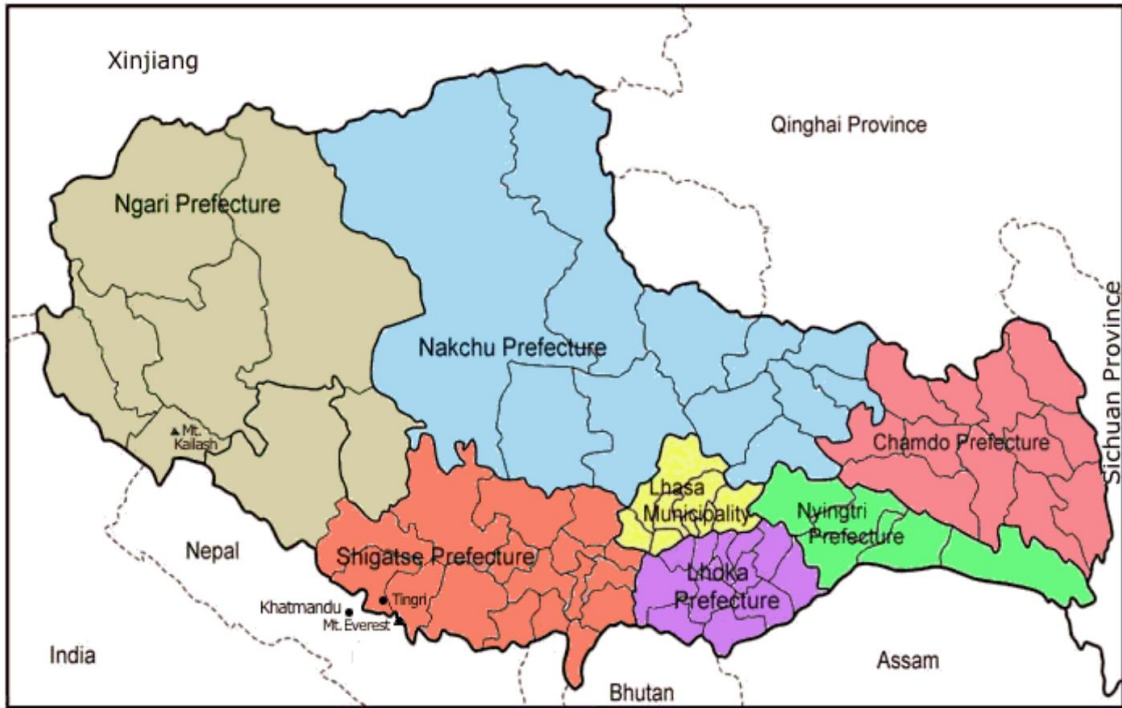 Xinjiang
Qinghai Province
Ngari Prefecture
Nakchu Prefecture
Sichuan Province
Mt.
Kailash
Chamdo Prefecture
Lhasa
Municipality
Nyingtri
Prefecture
Nepal
Shigatse Prefecture
Lhoka
Prefecture
Tingri
Khatmandu
Mt. Everest
India
Assam
Bhutan